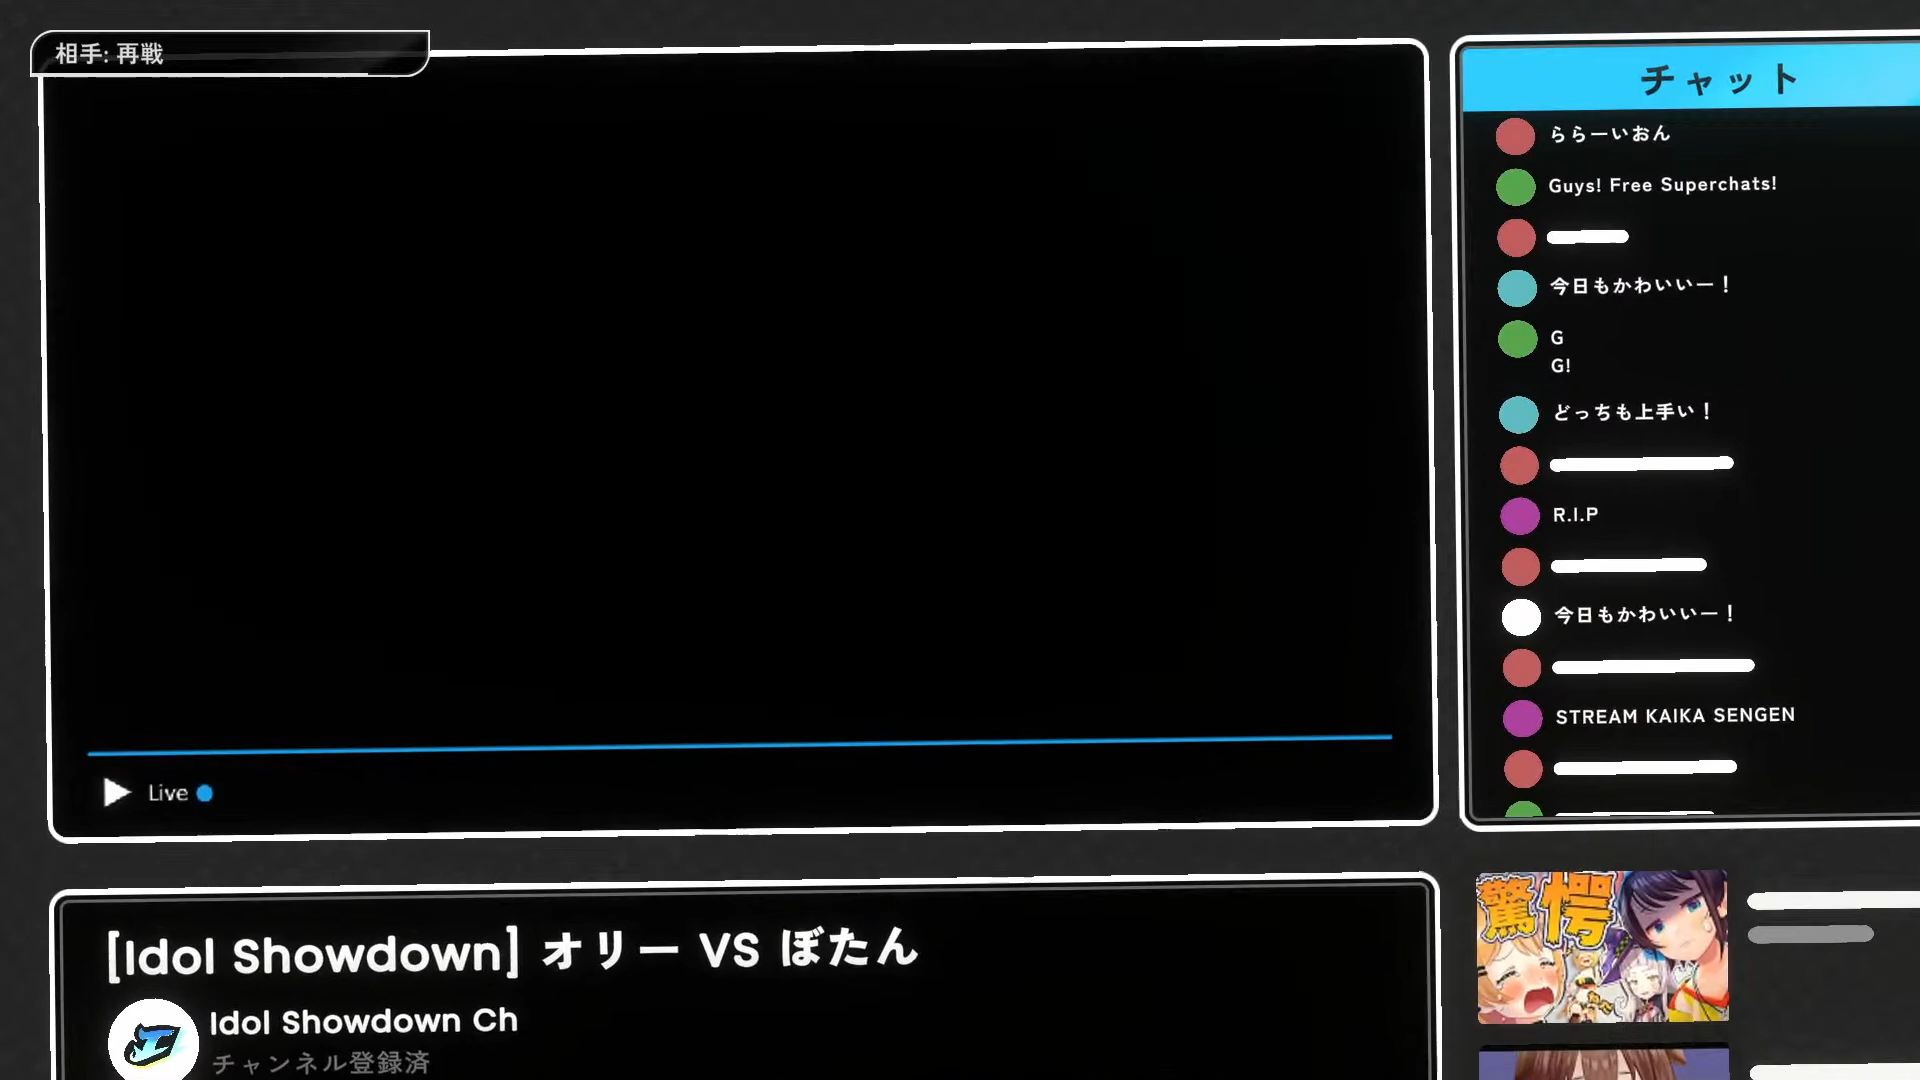 相手: 再戦
チャット
ららーいおん
Guys! Free Superchats!
今日もかわいいー！
G
G!
どっちも上手い！
R.I.P
今日もかわいいー！
STREAM KAIKA SENGEN
Live
[Idol Showdown] オリー VS ぼたん
Idol Showdown Ch
チャンネル登録済
驚愕